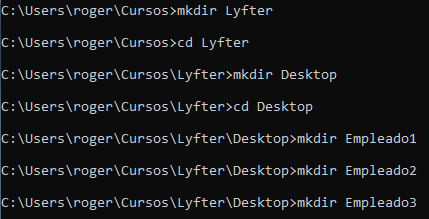 C:\Users\roger\Cursos>mkdir Lyfter
C:\Users\roger\Cursos>cd Lyfter
C:\Users\roger\Cursos\Lyfter>mkdir Desktop
C:\Users\roger\Cursos\Lyfter>cd Desktop
C:\Users\roger\Cursos\Lyfter\Desktop>mkdir Empleado1
C:\Users\roger\Cursos\Lyfter\Desktop>mkdir Empleado2
C:\Users\roger\Cursos\Lyfter\Desktop>mkdir Empleado3